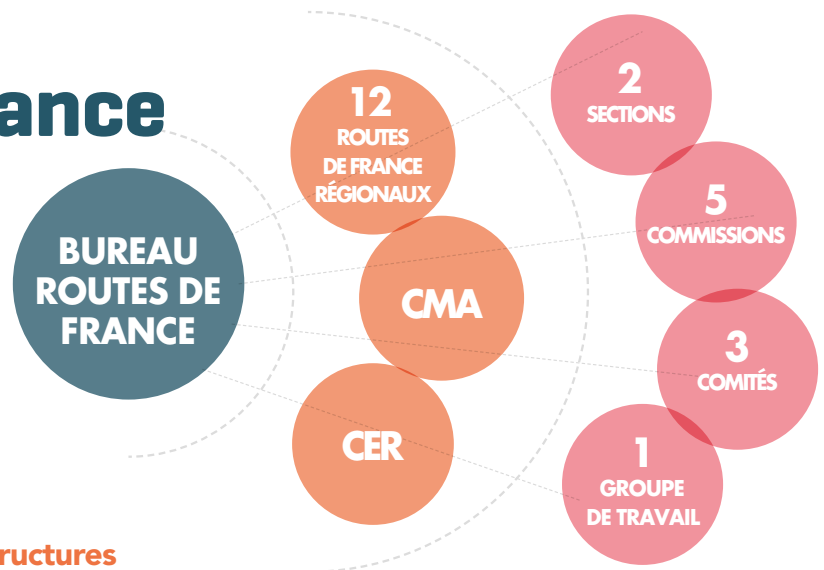 ance
BUREAU
ROUTES DE
FRANCE
12
ROUTES
DE FRANCE
RÉGIONAUX
CMA
CER
2
SECTIONS
5
COMMISSIONS
3
COMITÉS
1
GROUPE
DE TRAVAIL
ructures